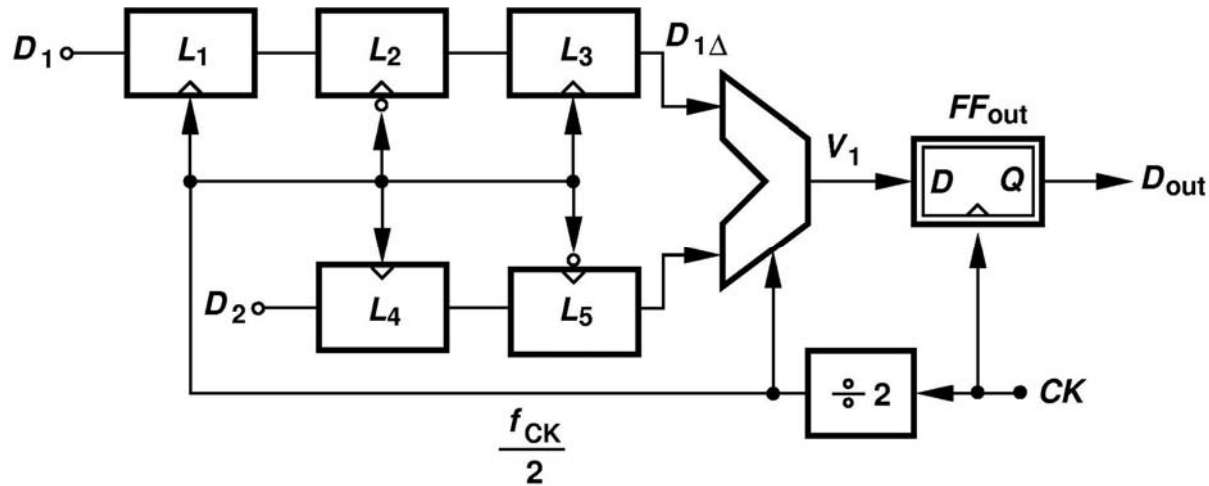 D1 L1 L2 L3 D1Δ
FFout
V1 D Q Dout
D2 L4 L5
÷ 2 CK
fCK
2